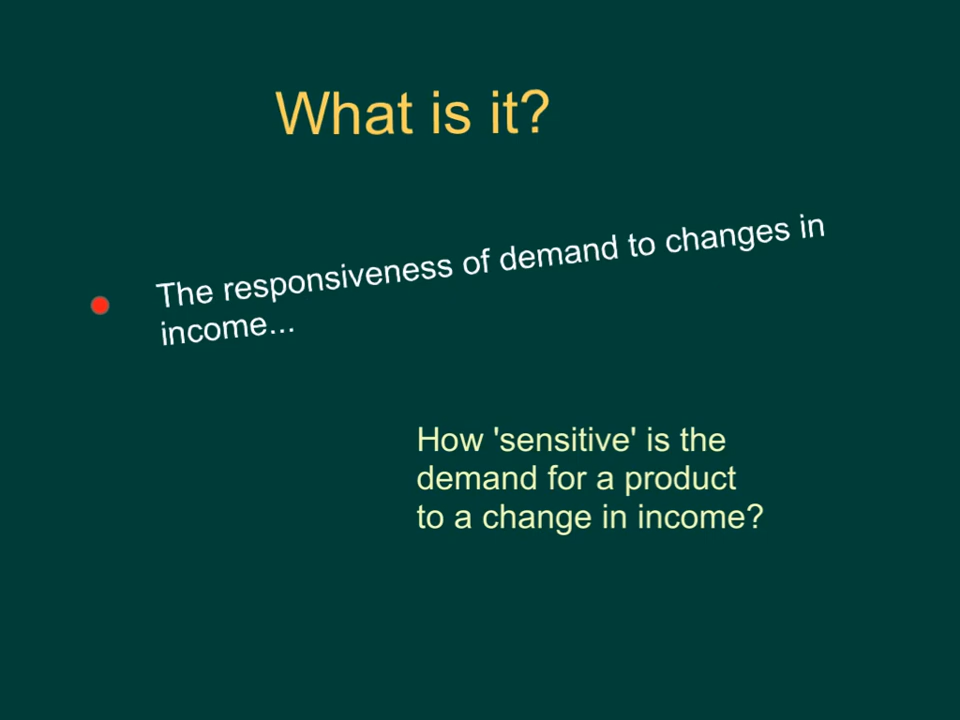 What is it?
The responsiveness of demand to changes in
income...
How 'sensitive' is the
demand for a product
to a change in income?